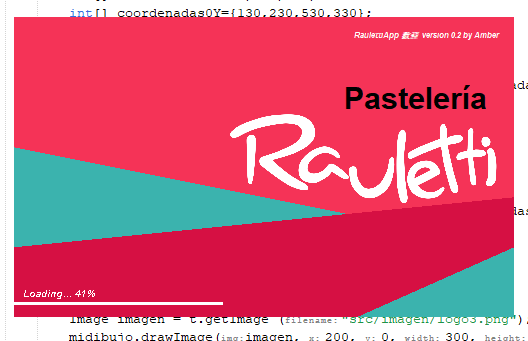 int[] coordenadas0Y={130,230,530,330};
RaulettiApp version 0.2 by Amber
Pastelería
Rauletti
Loading... 41%
Image imagen = t.getImage (filename: "src/imagen/logo3.png")
midibujo.drawImage(img: imagen, x: 200, y: 0, width: 300, height: